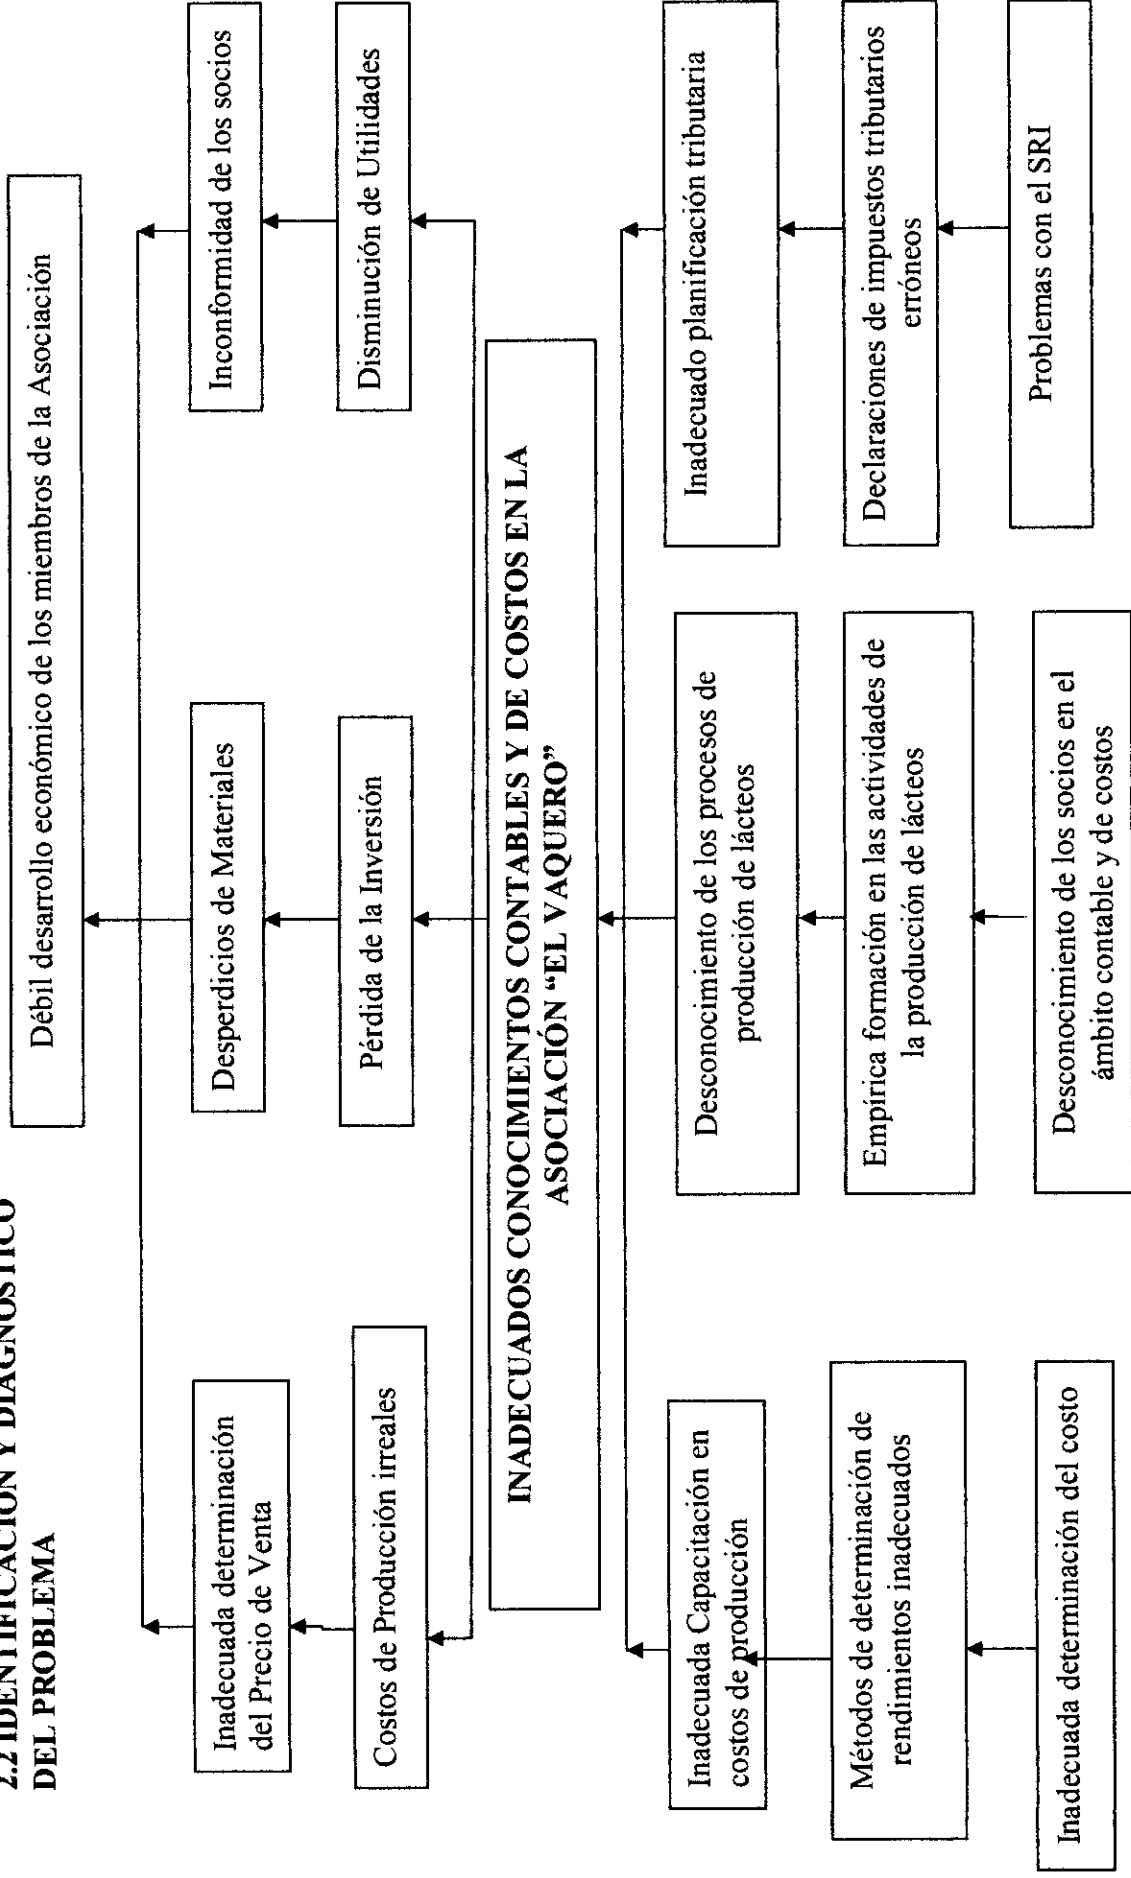 2.2 IDENTIFICACIÓN Y DIAGNÓSTICO
DEL PROBLEMA
Débil desarrollo económico de los miembros de la Asociación
Inadecuada determinación
del Precio de Venta
Desperdicios de Materiales
Inconformidad de los socios
Costos de Producción irreales
Pérdida de la Inversión
Disminución de Utilidades
INADECUADOS CONOCIMIENTOS CONTABLES Y DE COSTOS EN LA
ASOCIACIÓN “EL VAQUERO”
Inadecuada Capacitación en
costos de producción
Desconocimiento de los procesos de
producción de lácteos
Inadecuado planificación tributaria
Métodos de determinación de
rendimientos inadecuados
Empírica formación en las actividades de
la producción de lácteos
Declaraciones de impuestos tributarios
erróneos
Inadecuada determinación del costo
Desconocimiento de los socios en el
ámbito contable y de costos
Problemas con el SRI